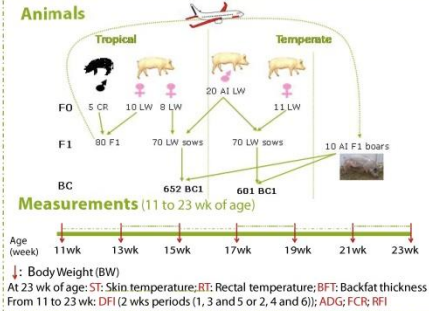 Animals
Tropical Temperate
20 AI LW
F0 5 CR 10 LW 8 LW 11 LW
F1 80 F1 70 LW sows 70 LW sows 10 AI F1 boars
BC 652 BC1 601 BC1
Measurements (11 to 23 wk of age)
Age
(week) 11wk 13wk 15wk 17wk 19wk 21wk 23wk
↓: Body Weight (BW)
At 23 wk of age: ST: Skin temperature; RT: Rectal temperature; BFT: Backfat thickness
From 11 to 23 wk: DFI (2 wks periods (1, 3 and 5 or 2, 4 and 6)); ADG; FCR; RFI